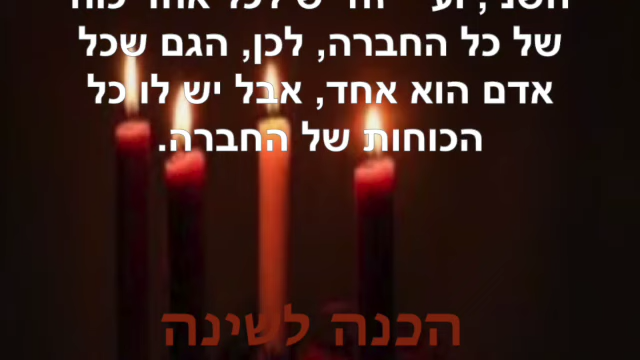 של כל החברה, לכן, הגם שכל
אדם הוא אחד, אבל יש לו כל
הכוחות של החברה.
הכנה לשינה